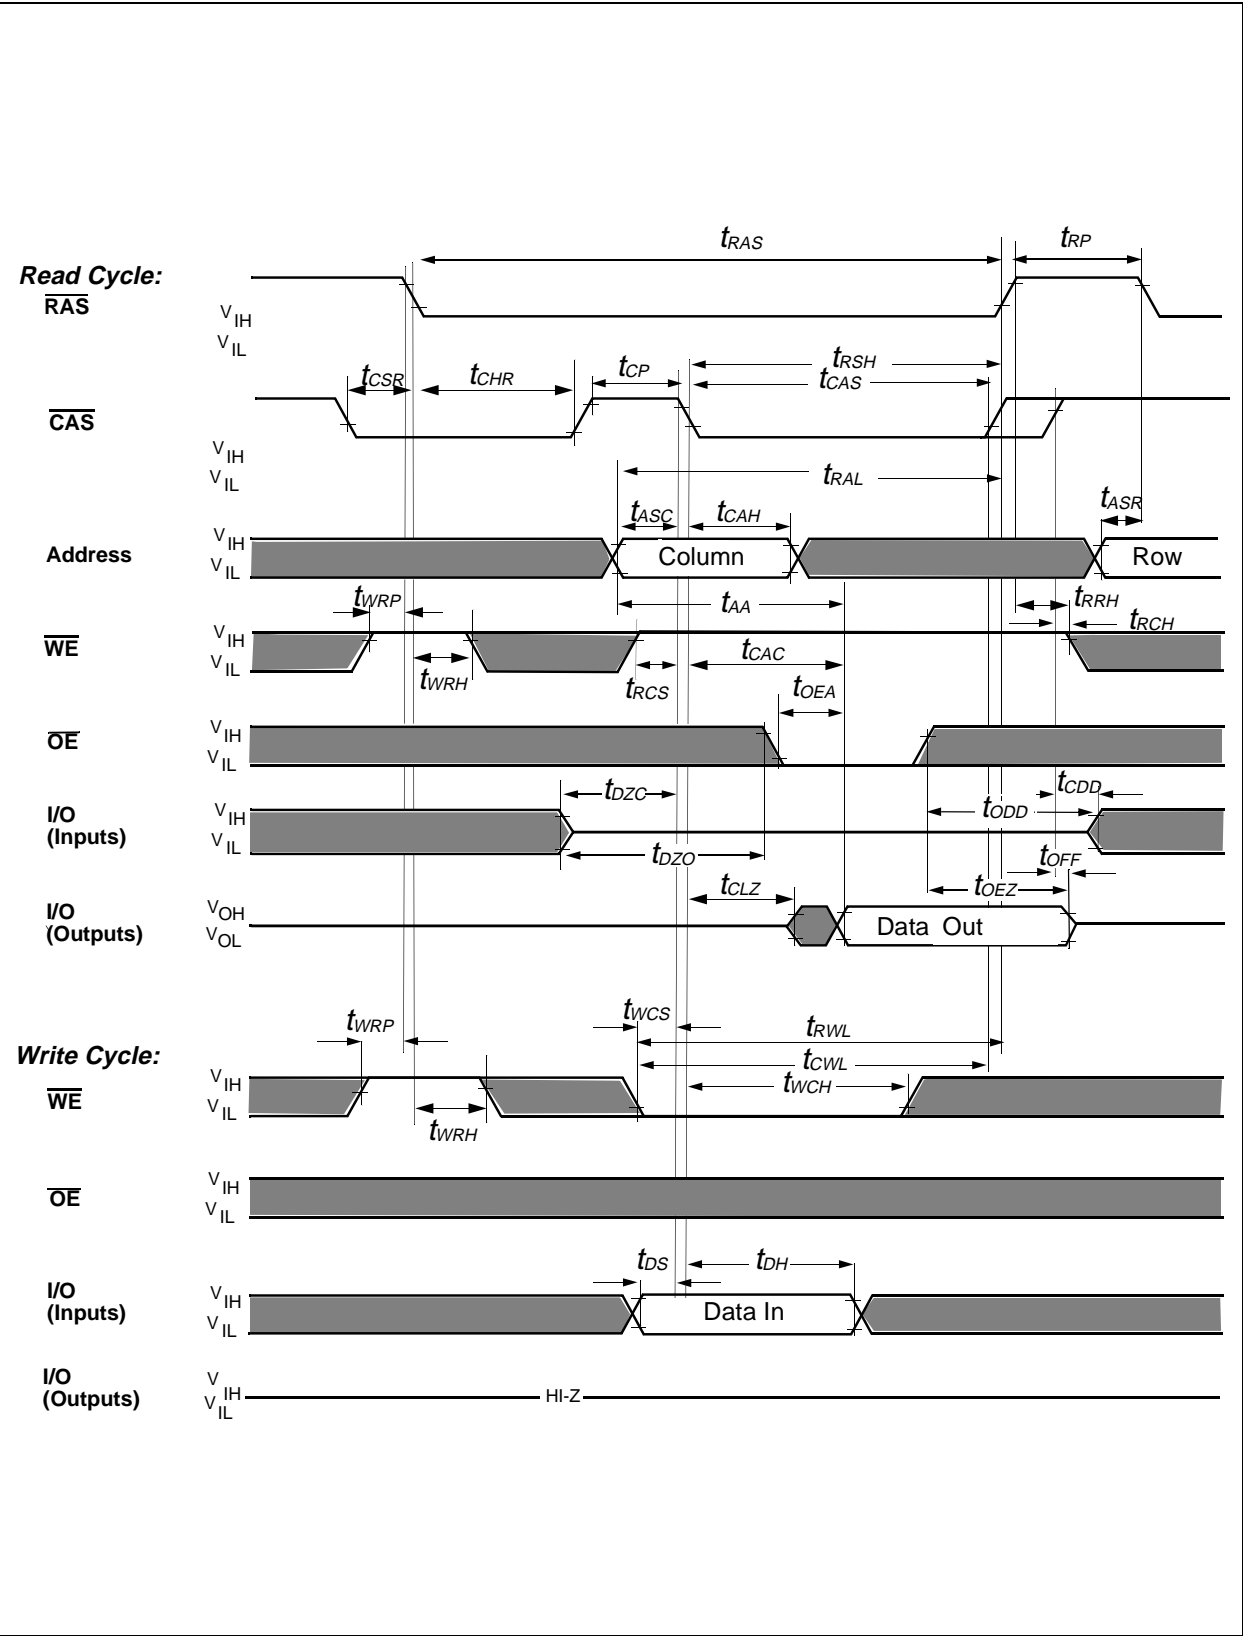 tRAS
tRP
Read Cycle:
RAS
VIH
VIL
tCSR
tCHR
tCP
tRSH
tCAS
CAS
VIH
VIL
tRAL
tASC
tCAH
tASR
Address
VIH
VIL
Column
Row
tWRP
tAA
tRRH
tRCH
WE
VIH
VIL
tWRH
tRCS
tCAC
tOEA
OE
VIH
VIL
tDZC
tCDD
tODD
I/O
(Inputs)
VIH
VIL
tDZO
tOFF
tCLZ
tOEZ
I/O
(Outputs)
VOH
VOL
Data Out
tWRP
tWCS
tRWL
Write Cycle:
tCWL
tWCH
WE
VIH
VIL
tWRH
OE
VIH
VIL
tDS
tDH
I/O
(Inputs)
VIH
VIL
Data In
I/O
(Outputs)
VIH
VIL
HI-Z